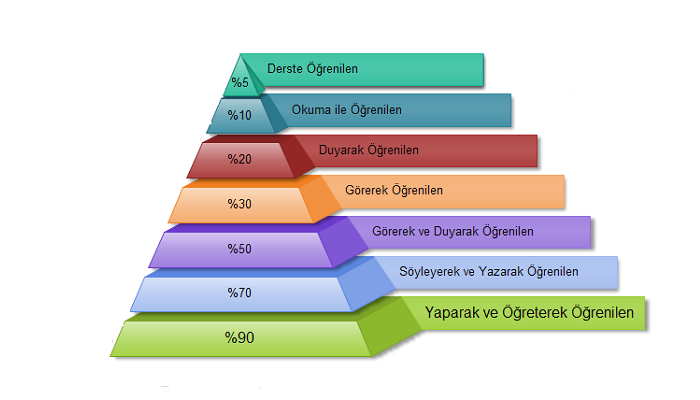 %5 Derste Öğrenilen
%10 Okuma ile Öğrenilen
%20 Duyarak Öğrenilen
%30 Görerek Öğrenilen
%50 Görerek ve Duyarak Öğrenilen
%70 Söyleyerek ve Yazarak Öğrenilen
%90 Yaparak ve Öğreterek Öğrenilen